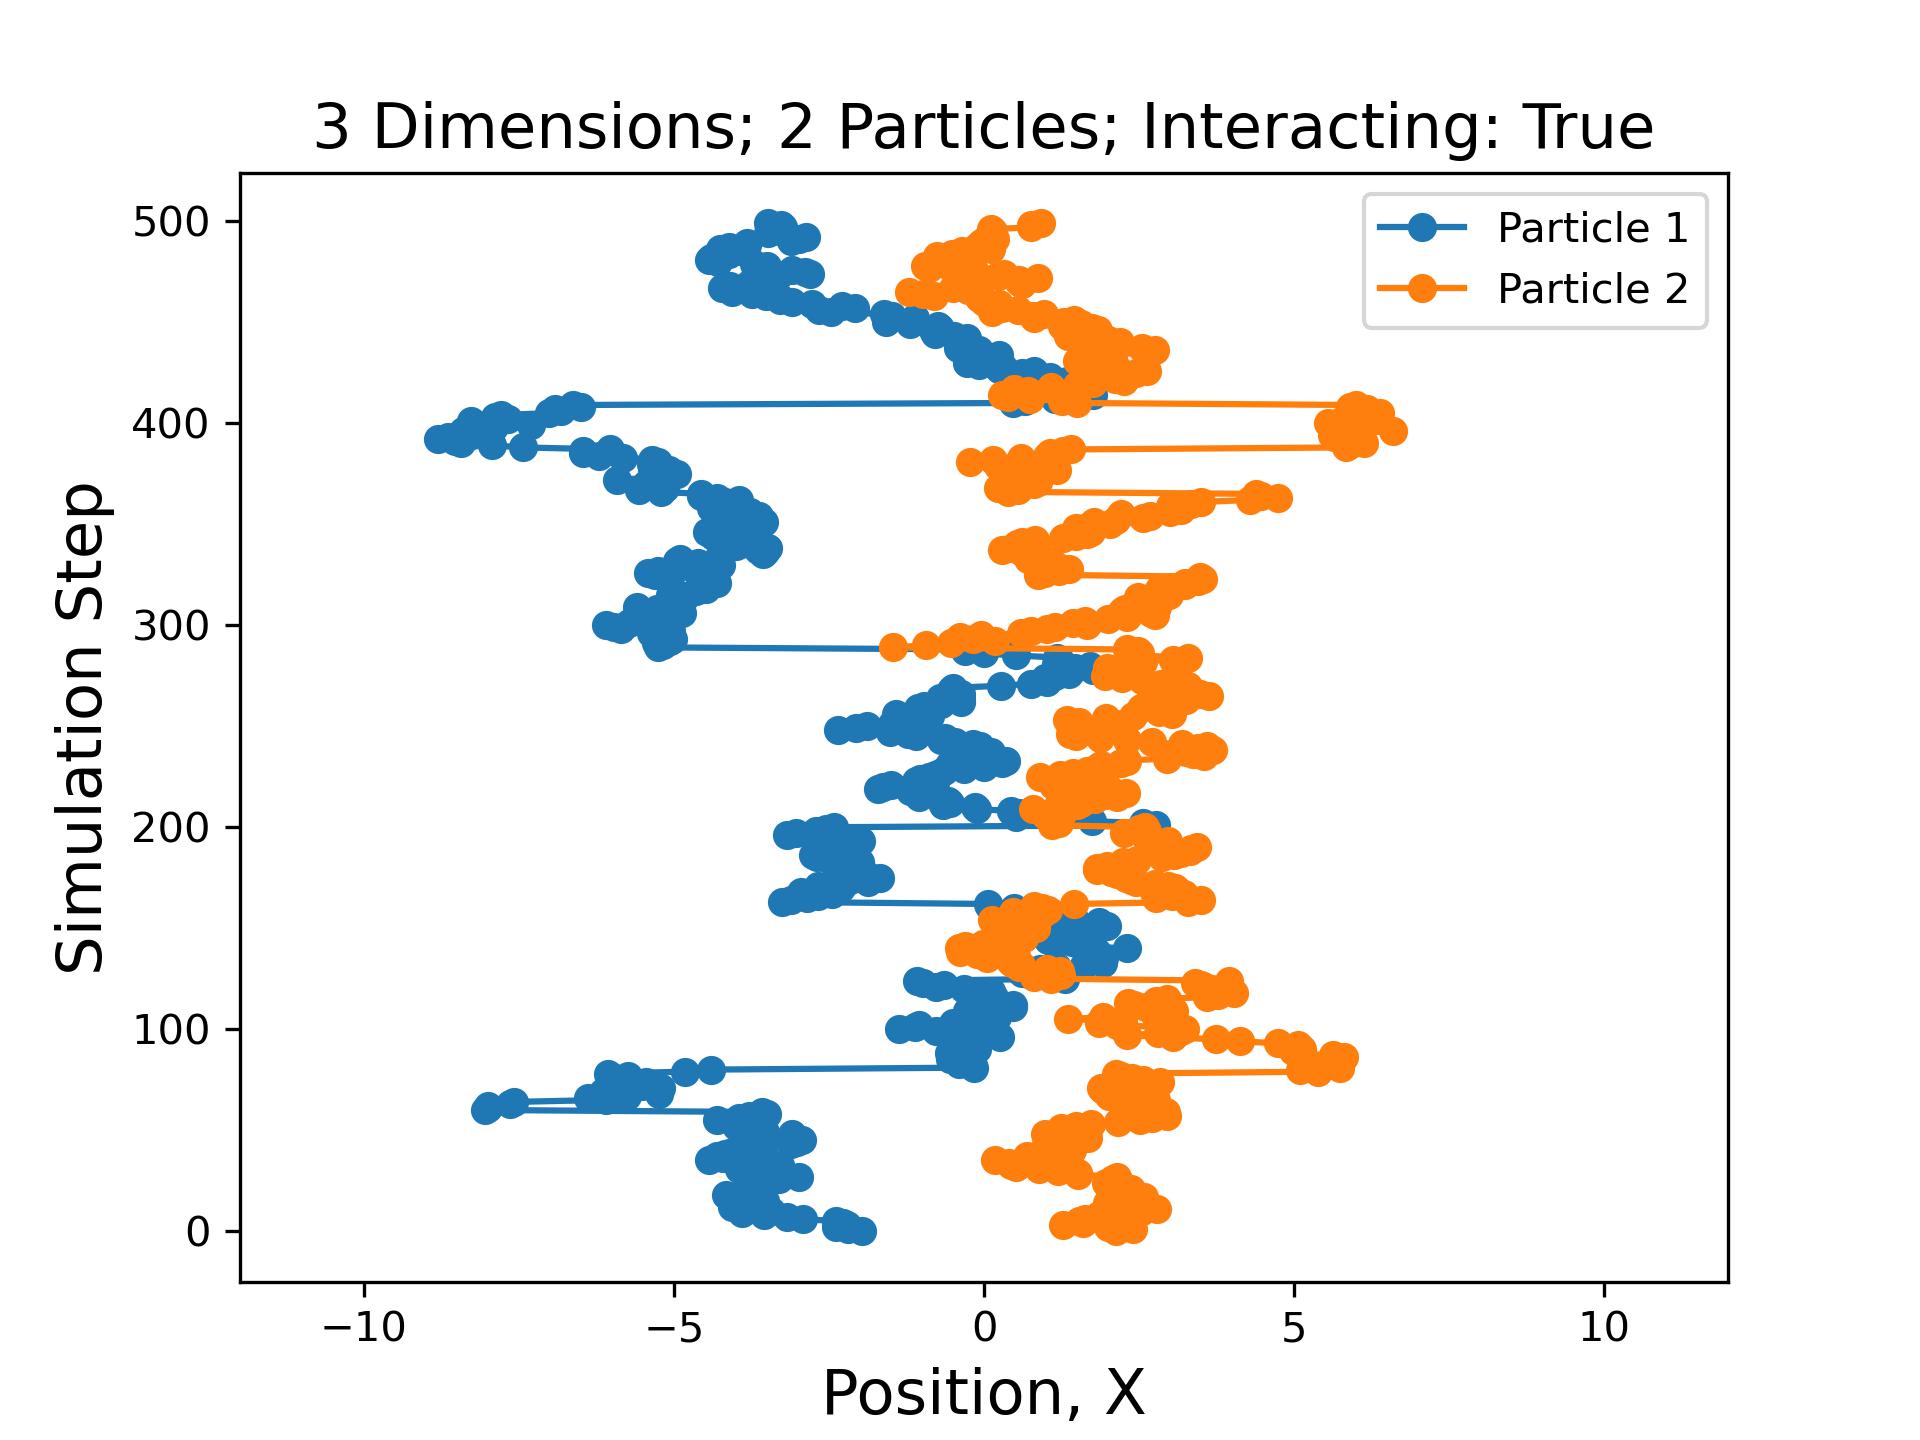 3 Dimensions; 2 Particles; Interacting: True
Particle 1
Particle 2
Simulation Step
500
400
300
200
100
0
−10
−5
0
5
10
Position, X